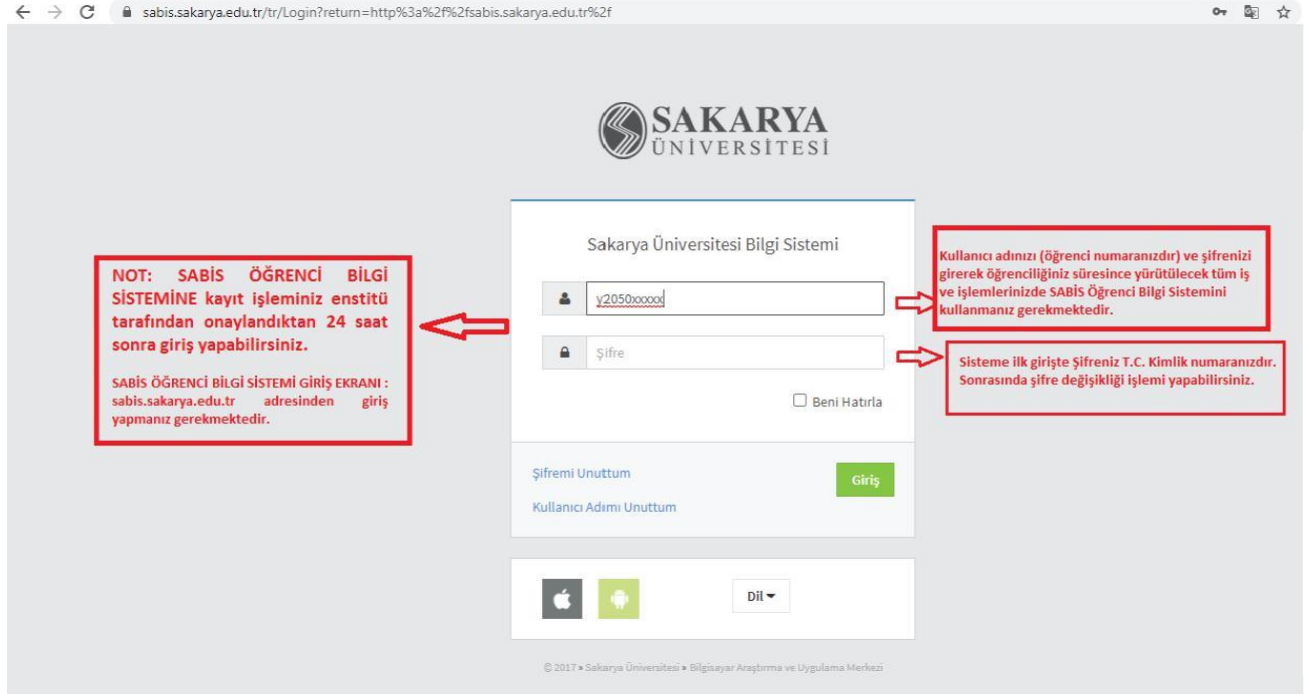 sabis.sakarya.edu.tr/tr/Login?return=http%3a%2f%2fsabis.sakarya.edu.tr%2f
SAKARYA
ÜNİVERSİTESİ
Sakarya Üniversitesi Bilgi Sistemi
y2050xxxxx
Şifre
Beni Hatırla
Şifremi Unuttum
Giriş
Kullanıcı Adımı Unuttum
Dil
© 2017 » Sakarya Üniversitesi » Bilgisayar Araştırma ve Uygulama Merkezi
NOT: SABİS ÖĞRENCİ BİLGİ
SİSTEMİNE kayıt işleminiz enstitü
tarafından onaylandıktan 24 saat
sonra giriş yapabilirsiniz.
SABİS ÖĞRENCİ BİLGİ SİSTEMİ GİRİŞ EKRANI :
sabis.sakarya.edu.tr adresinden giriş
yapmanız gerekmektedir.
Kullanıcı adınızı (öğrenci numaranızdır) ve şifrenizi
girerek öğrenciliğiniz süresince yürütülecek tüm iş
ve işlemlerinizde SABİS Öğrenci Bilgi Sistemini
kullanmanız gerekmektedir.
Sisteme ilk girişte Şifreniz T.C. Kimlik numaranızdır.
Sonrasında şifre değişikliği işlemi yapabilirsiniz.